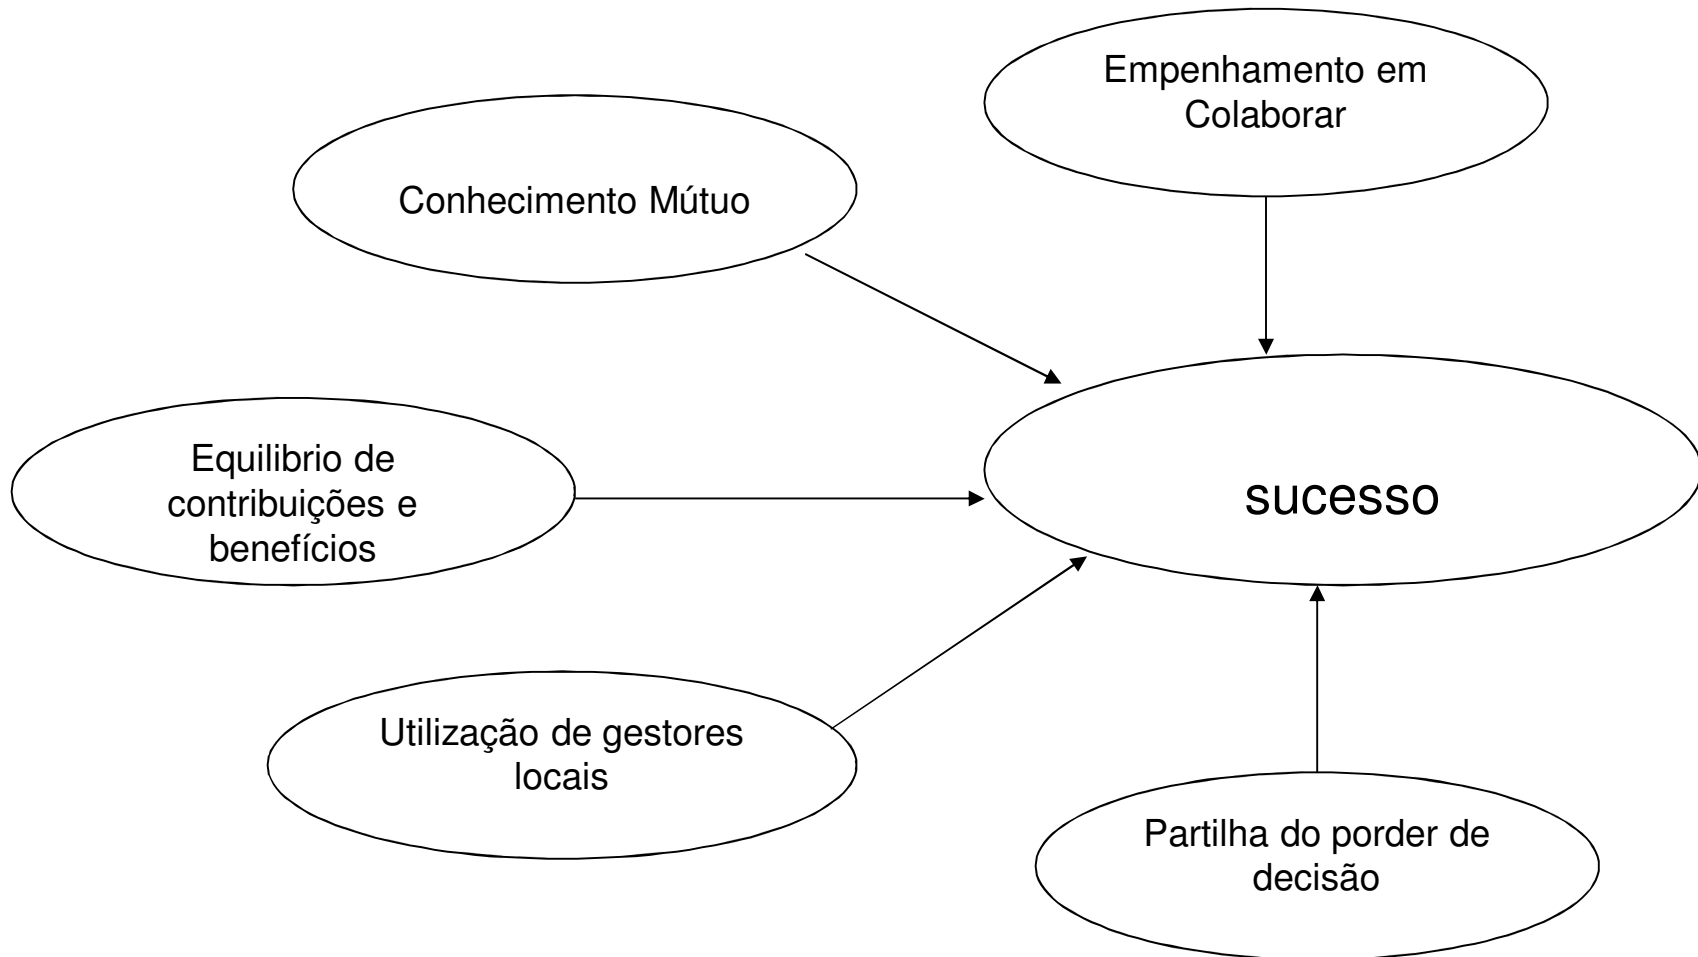 Empenhamento em
Colaborar
Conhecimento Mútuo
Equilibrio de
contribuições e
benefícios
sucesso
Utilização de gestores
locais
Partilha do porder de
decisão